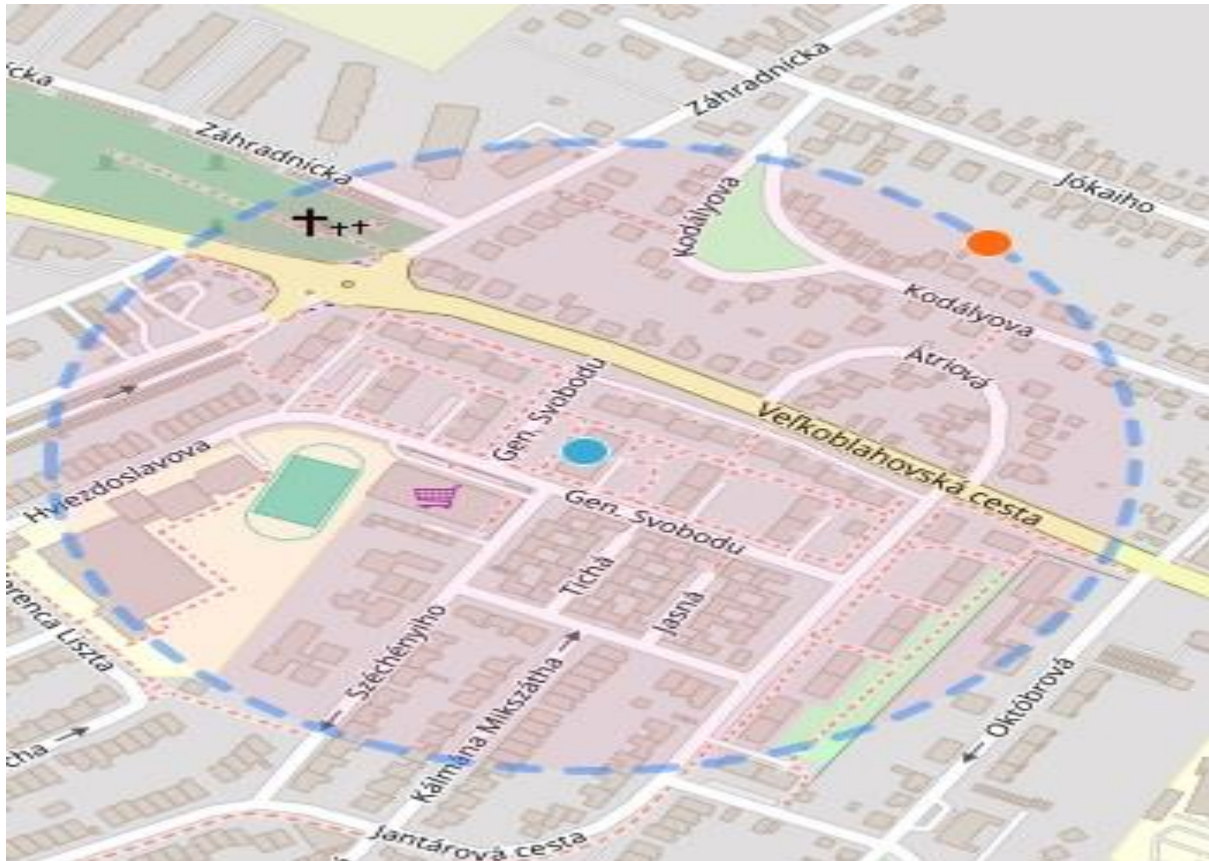 Záhradnícka
Záhradnícka
Jókaiho
Kodályova
Kodályova
Átriová
Gen. Svobodu
Veľkoblahovská cesta
Hviezdoslavova
Gen. Svobodu
Tichá
Jasná
Széchényiho
Kálmána Mikszátha
Októbrová
Jantárová cesta